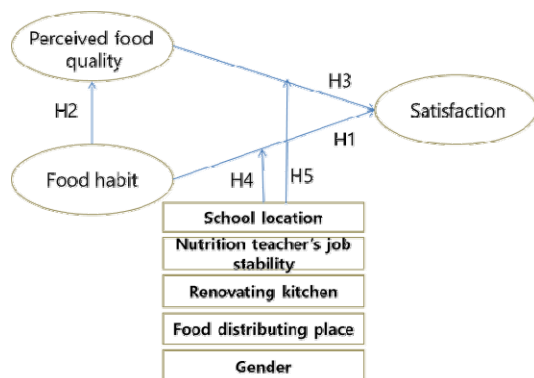 Perceived food
quality
H3
Satisfaction
H2
H1
Food habit
H4
H5
School location
Nutrition teacher's job
stability
Renovating kitchen
Food distributing place
Gender